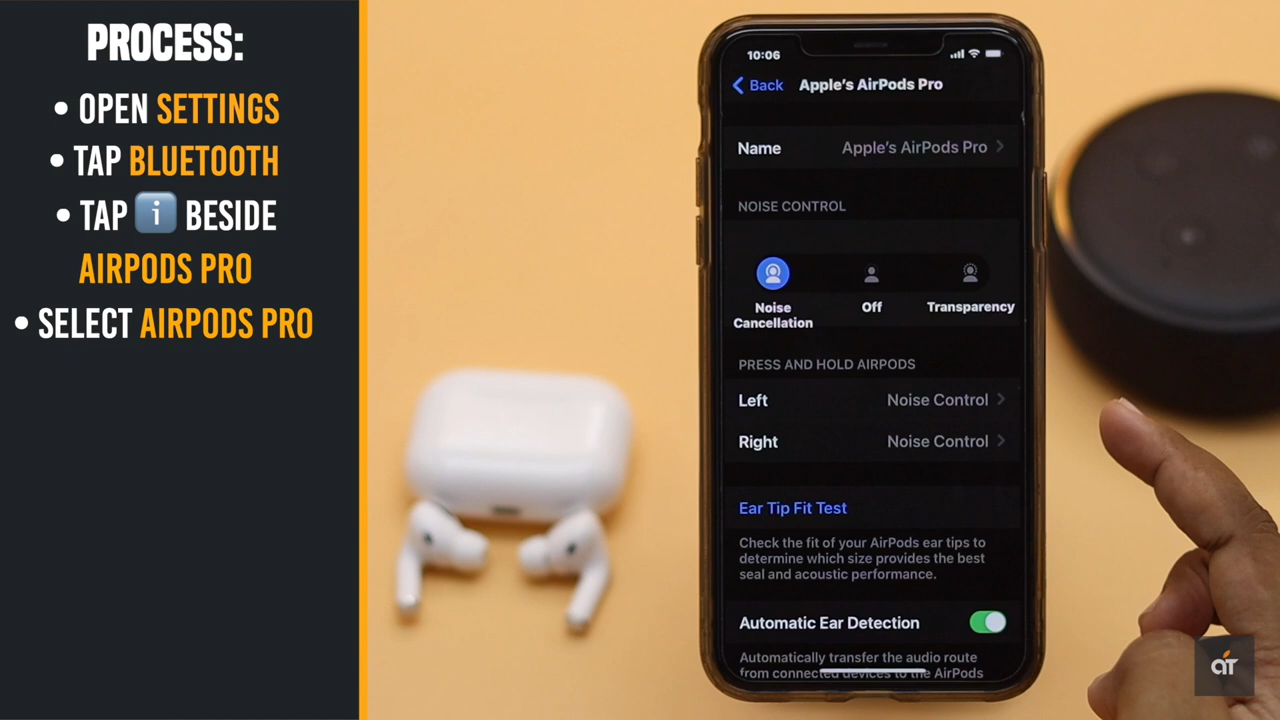 PROCESS:
• OPEN SETTINGS
• TAP BLUETOOTH
• TAP ℹ️ BESIDE
AIRPODS PRO
• SELECT AIRPODS PRO
10:06
Back Apple's AirPods Pro
Name Apple's AirPods Pro
NOISE CONTROL
Noise Cancellation
Off
Transparency
PRESS AND HOLD AIRPODS
Left Noise Control
Right Noise Control
Ear Tip Fit Test
Check the fit of your AirPods ear tips to
determine which size provides the best
seal and acoustic performance.
Automatic Ear Detection
Automatically transfer the audio route
from connected devices to the AirPods
aT